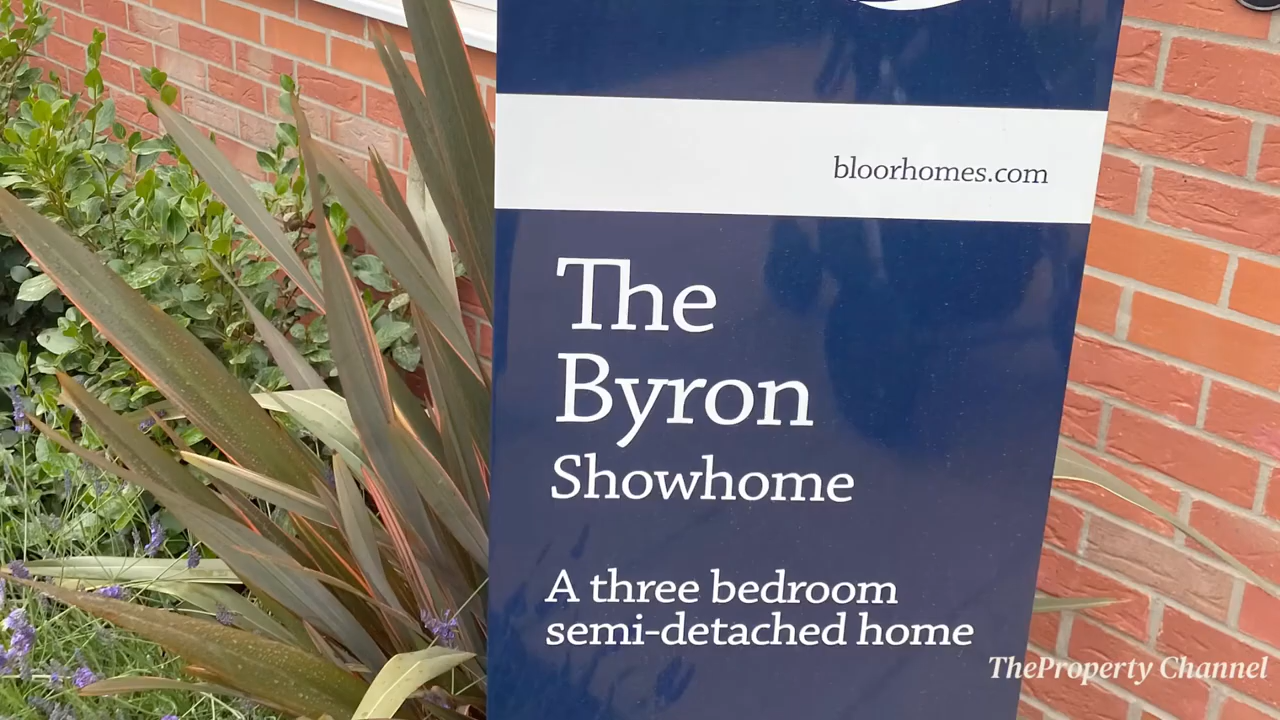 bloorhomes.com
The
Byron
Showhome
A three bedroom
semi-detached home
TheProperty Channel